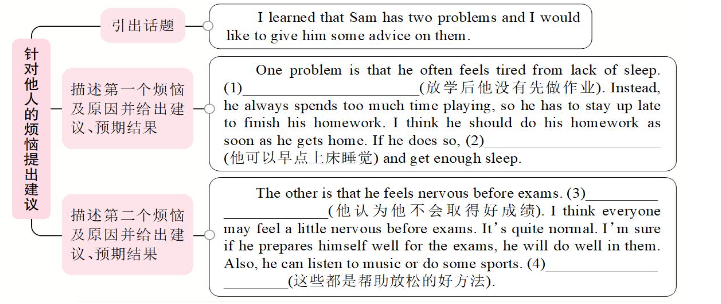 针对他人的烦恼提出建议
引出话题
I learned that Sam has two problems and I would
like to give him some advice on them.
描述第一个烦恼
及原因并给出建
议、预期结果
One problem is that he often feels tired from lack of sleep.
(1)____________________(放学后他没有先做作业). Instead,
he always spends too much time playing, so he has to stay up late
to finish his homework. I think he should do his homework as
soon as he gets home. If he does so, (2)____________________
(他可以早点上床睡觉) and get enough sleep.
描述第二个烦恼
及原因并给出建
议、预期结果
The other is that he feels nervous before exams. (3)__________
____________(他认为他不会取得好成绩). I think everyone
may feel a little nervous before exams. It's quite normal. I'm sure
if he prepares himself well for the exams, he will do well in them.
Also, he can listen to music or do some sports. (4)____________
________(这些都是帮助放松的好方法).